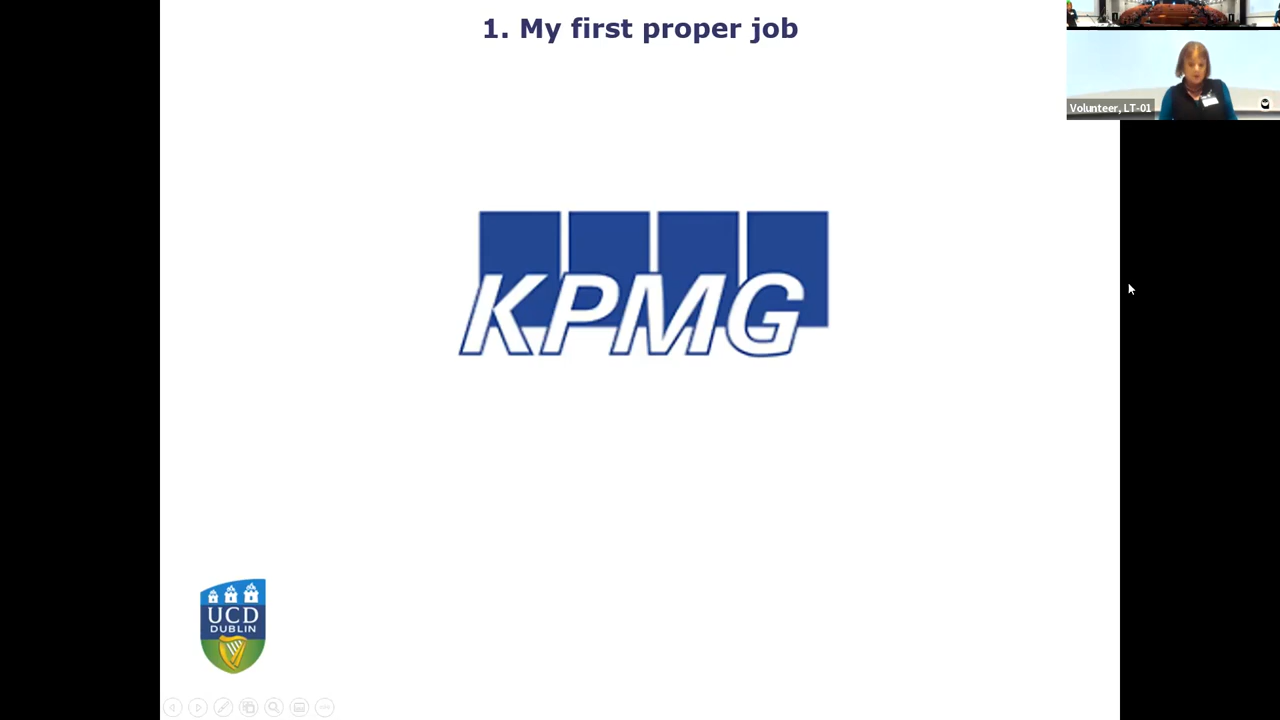 1. My first proper job
Volunteer, LT-01
KPMG
UCD
DUBLIN